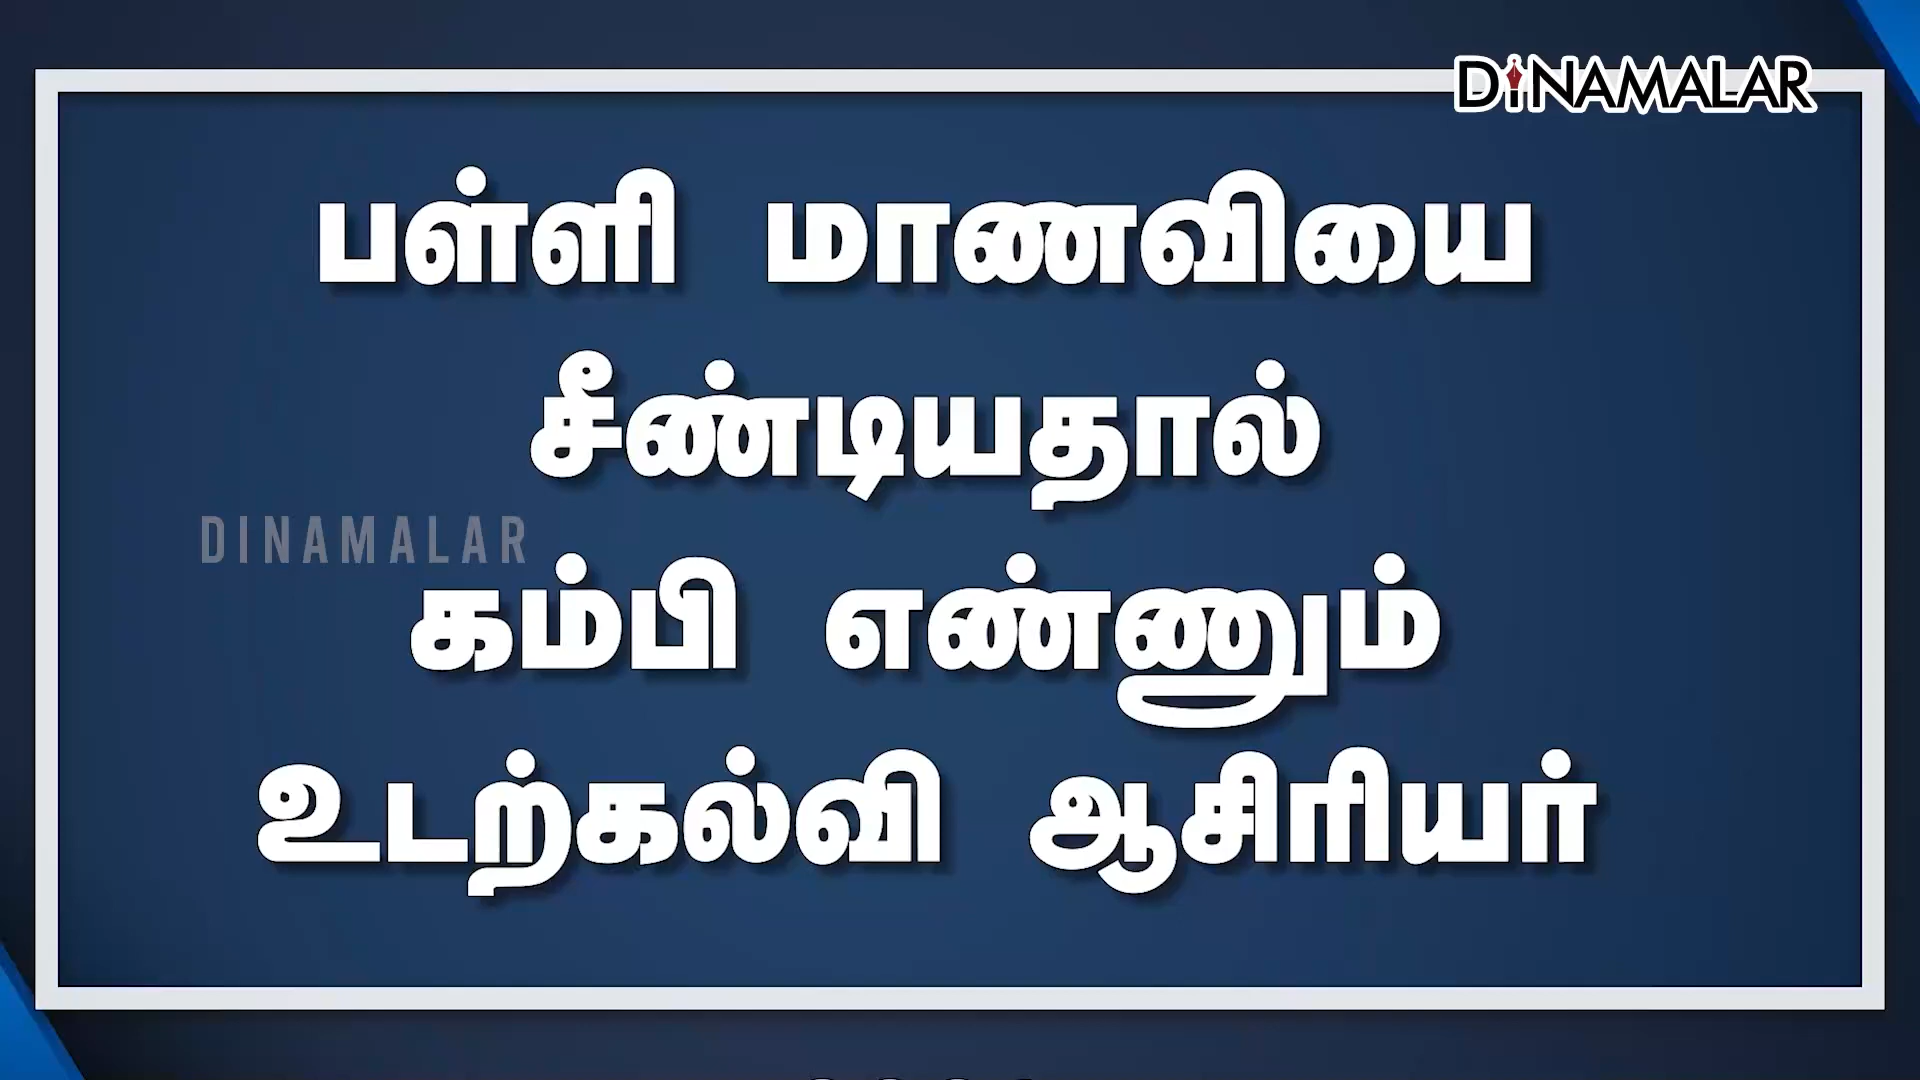 DINAMALAR
பள்ளி மாணவியை
சீண்டியதால்
DINAMALAR
கம்பி எண்ணும்
உடற்கல்வி ஆசிரியர்